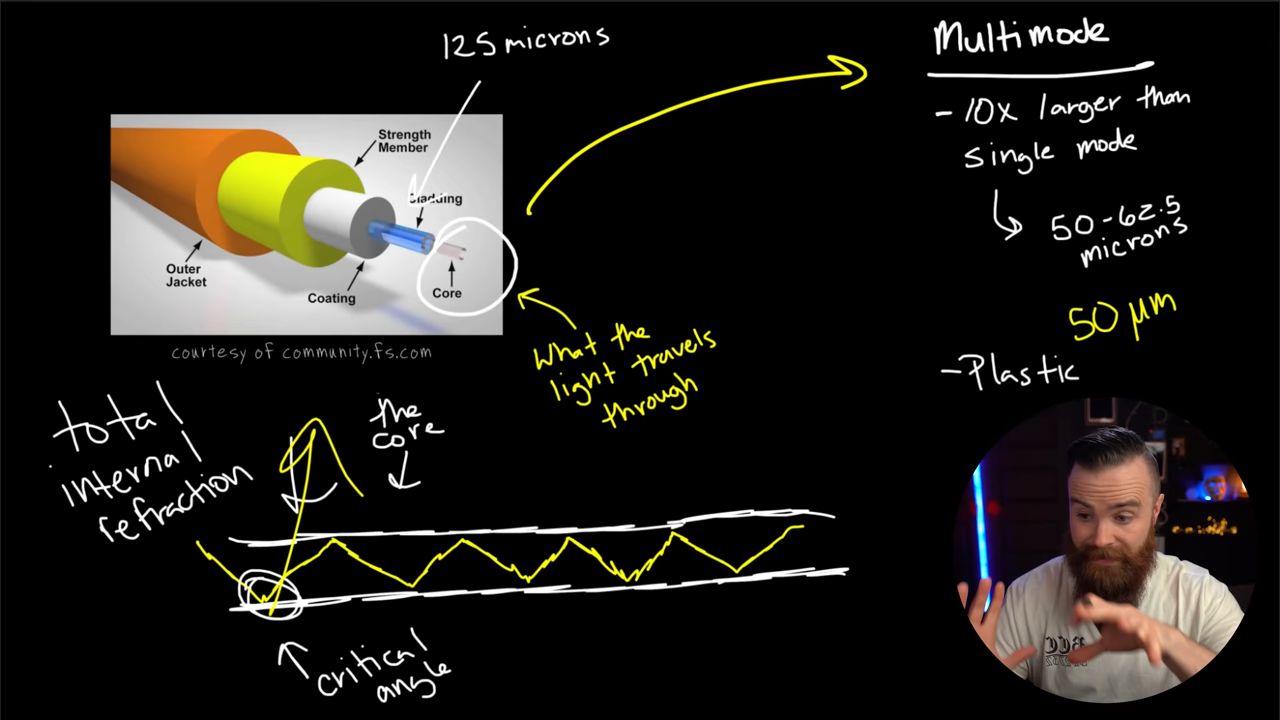 125 microns
Strength
Member
Cladding
Outer
Jacket
Coating
Core
courtesy of community.fs.com
What the
light travels
through
Multimode
- 10x larger than
single mode
50-62.5
microns
50 µm
- Plastic
total
internal
refraction
the
core
critical
angle